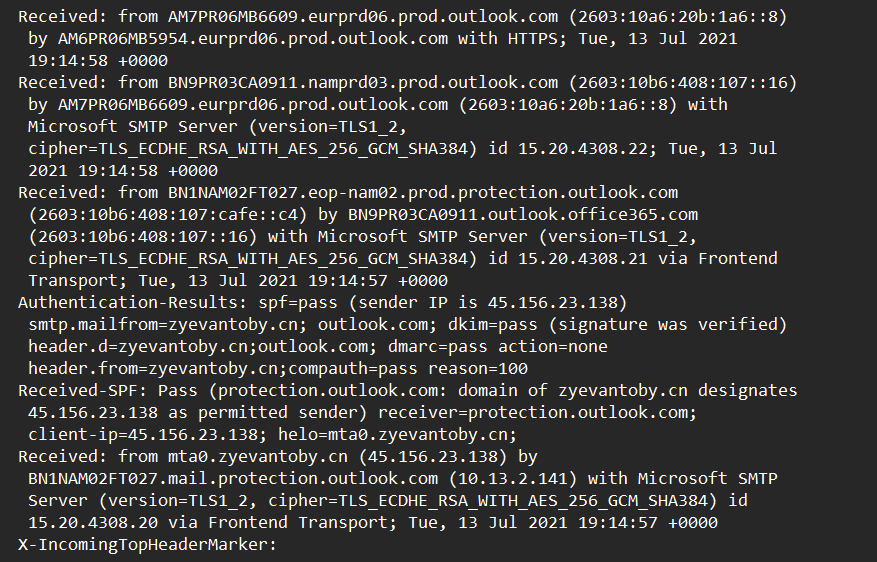 Received: from AM7PR06MB6609.eurprd06.prod.outlook.com (2603:10a6:20b:1a6::8)
by AM6PR06MB5954.eurprd06.prod.outlook.com with HTTPS; Tue, 13 Jul 2021
19:14:58 +0000
Received: from BN9PR03CA0911.namprd03.prod.outlook.com (2603:10b6:408:107::16)
by AM7PR06MB6609.eurprd06.prod.outlook.com (2603:10a6:20b:1a6::8) with
Microsoft SMTP Server (version=TLS1_2,
cipher=TLS_ECDHE_RSA_WITH_AES_256_GCM_SHA384) id 15.20.4308.22; Tue, 13 Jul
2021 19:14:58 +0000
Received: from BN1NAM02FT027.eop-nam02.prod.protection.outlook.com
(2603:10b6:408:107:cafe::c4) by BN9PR03CA0911.outlook.office365.com
(2603:10b6:408:107::16) with Microsoft SMTP Server (version=TLS1_2,
cipher=TLS_ECDHE_RSA_WITH_AES_256_GCM_SHA384) id 15.20.4308.21 via Frontend
Transport; Tue, 13 Jul 2021 19:14:57 +0000
Authentication-Results: spf=pass (sender IP is 45.156.23.138)
smtp.mailfrom=zyevantoby.cn; outlook.com; dkim=pass (signature was verified)
header.d=zyevantoby.cn;outlook.com; dmarc=pass action=none
header.from=zyevantoby.cn;compauth=pass reason=100
Received-SPF: Pass (protection.outlook.com: domain of zyevantoby.cn designates
45.156.23.138 as permitted sender) receiver=protection.outlook.com;
client-ip=45.156.23.138; helo=mta0.zyevantoby.cn;
Received: from mta0.zyevantoby.cn (45.156.23.138) by
BN1NAM02FT027.mail.protection.outlook.com (10.13.2.141) with Microsoft SMTP
Server (version=TLS1_2, cipher=TLS_ECDHE_RSA_WITH_AES_256_GCM_SHA384) id
15.20.4308.20 via Frontend Transport; Tue, 13 Jul 2021 19:14:57 +0000
X-IncomingTopHeaderMarker: